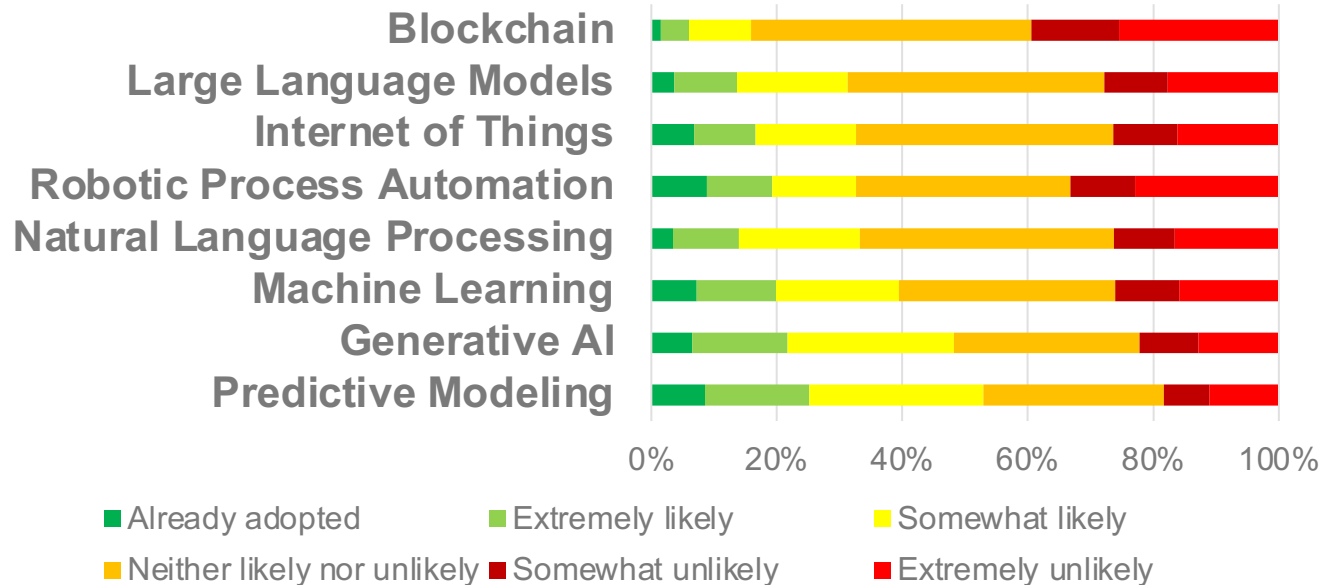 Blockchain
Large Language Models
Internet of Things
Robotic Process Automation
Natural Language Processing
Machine Learning
Generative AI
Predictive Modeling
0% 20% 40% 60% 80% 100%
Already adopted Extremely likely Somewhat likely
Neither likely nor unlikely Somewhat unlikely Extremely unlikely